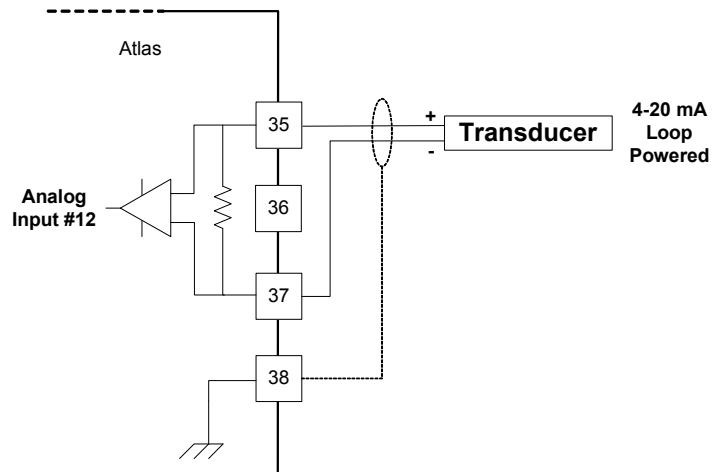 Atlas
35
36
37
38
Analog
Input #12
+
-
Transducer
4-20 mA
Loop
Powered